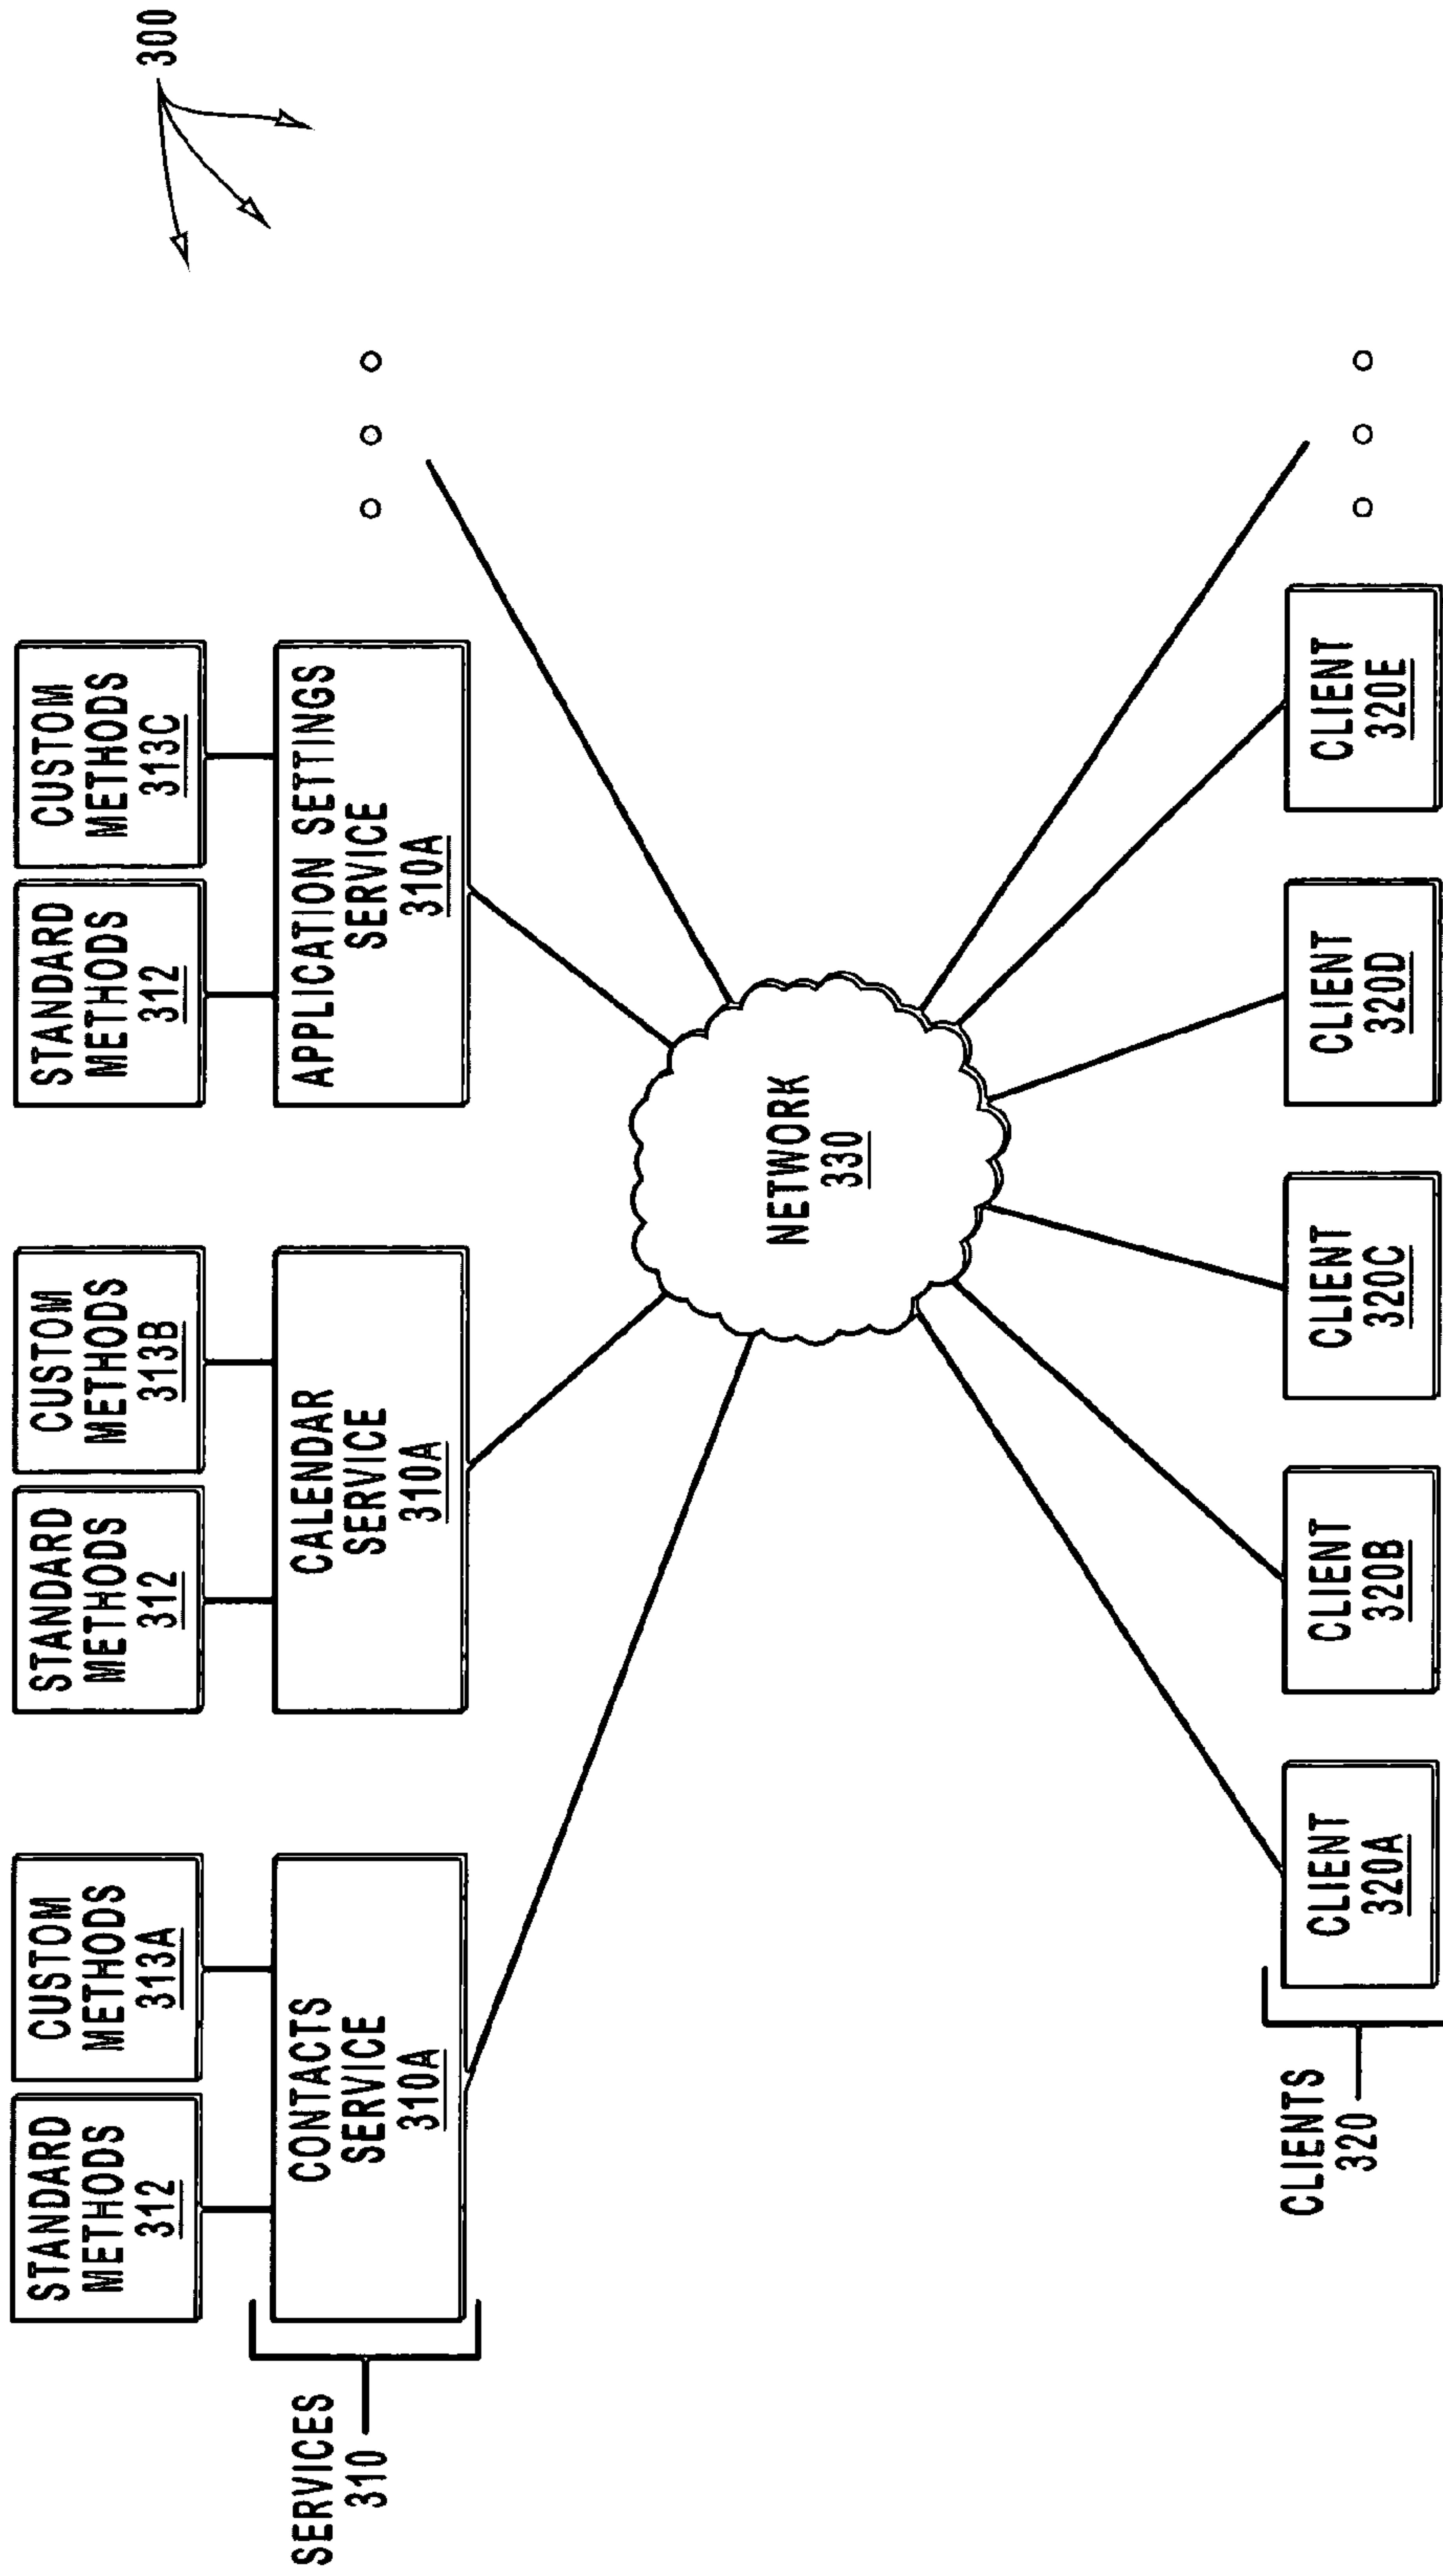 300
STANDARD
METHODS
312
CUSTOM
METHODS
313A
STANDARD
METHODS
312
CUSTOM
METHODS
313B
STANDARD
METHODS
312
CUSTOM
METHODS
313C
SERVICES
310
CONTACTS
SERVICE
310A
CALENDAR
SERVICE
310A
APPLICATION SETTINGS
SERVICE
310A
NETWORK
330
CLIENTS
320
CLIENT
320A
CLIENT
320B
CLIENT
320C
CLIENT
320D
CLIENT
320E